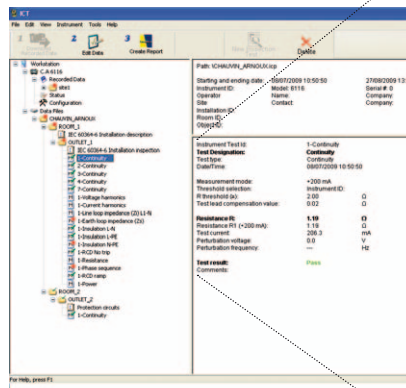 ICT
File Edit View Instrument Tools Help
1
2 Edit Data
3 Create Report
Delete
Workstation
C.A 6116
Recorded Data
site1
Status
Configuration
Data Files
CHAUVIN_ARNOUX
ROOM_1
IEC 60364-6 Installation description
OUTLET_1
IEC 60364-6 Installation inspection
1-Continuity
2-Continuity
3-Continuity
4-Continuity
7-Continuity
1-Voltage harmonics
1-Current harmonics
1-Line loop impedance (Zi) L1-N
1-Earth loop impedance (Zs)
1-Insulation L-N
1-Insulation L-PE
1-Insulation N-PE
1-RCD No trip
1-Resistance
1-Phase sequence
1-RCD ramp
1-Power
ROOM_2
OUTLET_2
Protection circuits
1-Continuity
Path: \CHAUVIN_ARNOUX.icp
Starting and ending date: 08/07/2009 10:50:50 27/08/2009 13
Instrument ID: Model: 6116 Serial #: 0
Operator Name: Company:
Site Contact: Company:
Installation ID:
Room ID:
Object ID:
Instrument Test Id: 1-Continuity
Test Designation: Continuity
Test type: Continuity
Date/Time: 08/07/2009 10:50:50
Measurement mode: +200 mA
Threshold selection: Instrument ID:
R threshold (≤): 2.00 Ω
Test lead compensation value: 0.02 Ω
Resistance R: 1.19 Ω
Resistance R1 (+200 mA): 1.19 Ω
Test current 206.3 mA
Perturbation voltage: 0.0 V
Perturbation frequency: --- Hz
Test result: Pass
Comments:
For Help, press F1